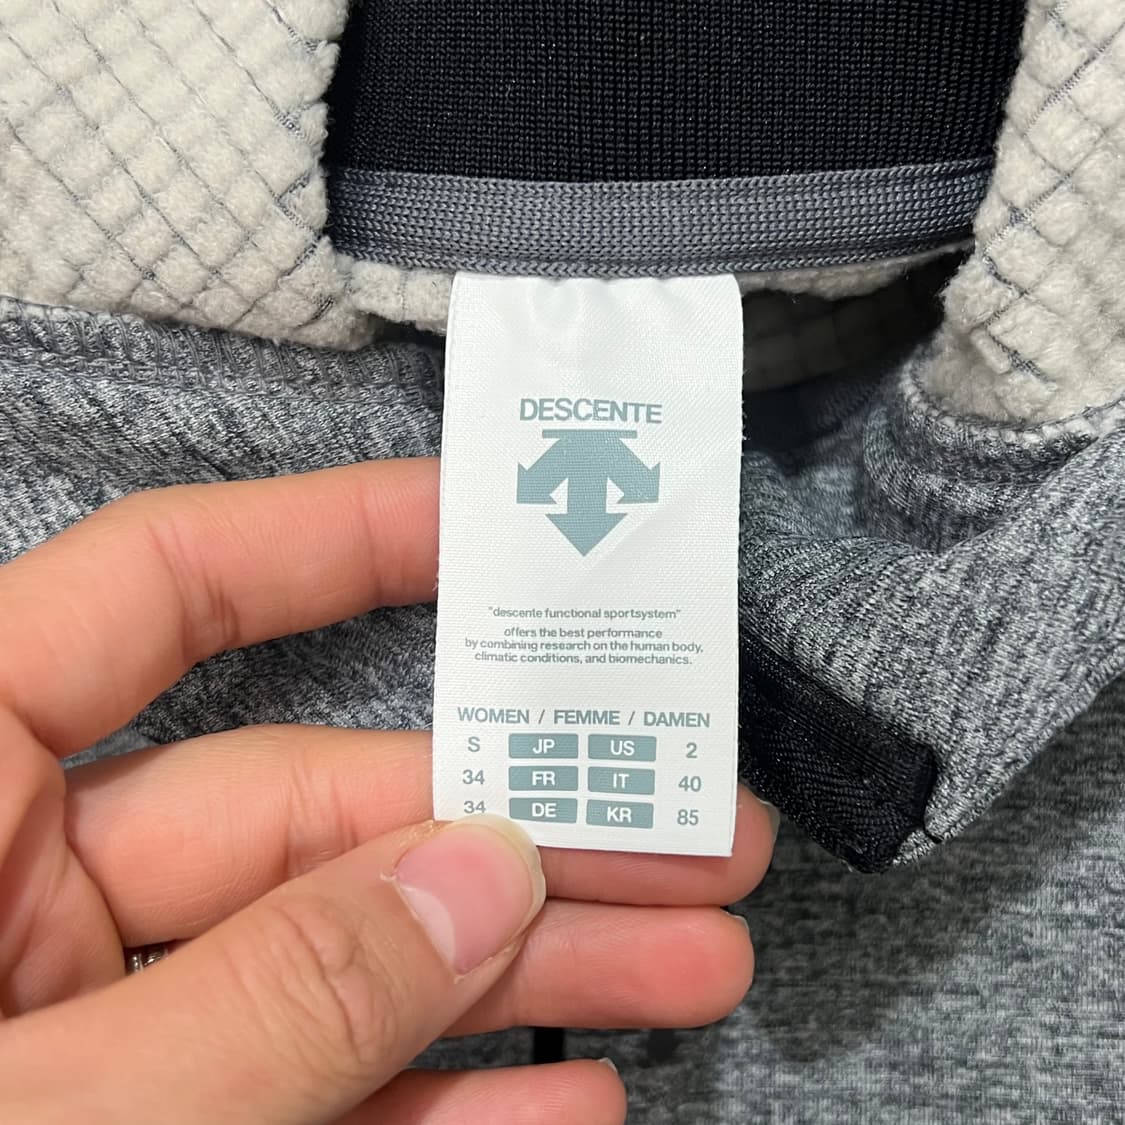 DESCENTE
"descente functional sportsystem"
offers the best performance
by combining research on the human body,
climatic conditions, and biomechanics.
WOMEN / FEMME / DAMEN
S JP US 2
34 FR IT 40
34 DE KR 85